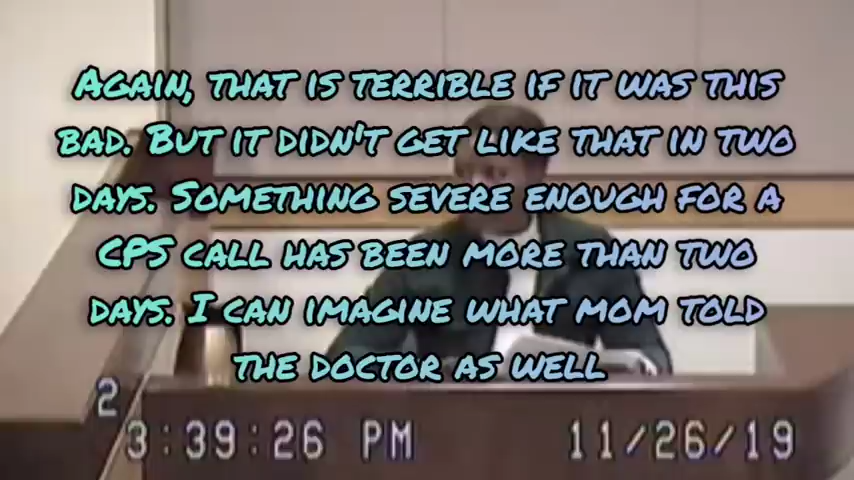 Again, that is terrible if it was this
bad. But it didn't get like that in two
days. Something severe enough for a
CPS call has been more than two
days. I can imagine what mom told
the doctor as well
2
3:39:26 PM 11/26/19